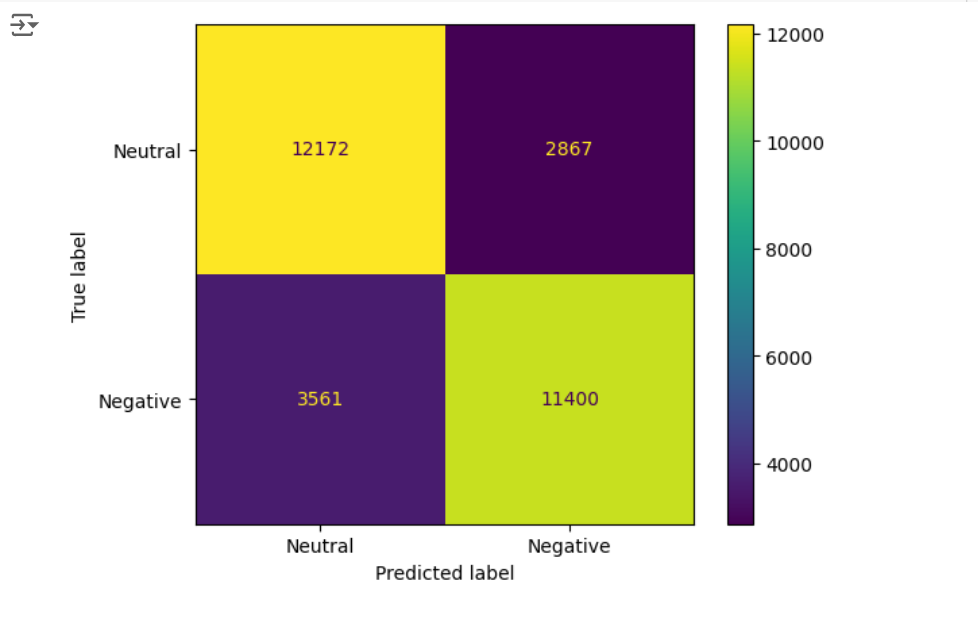 12000
Neutral
12172
2867
10000
True label
8000
6000
Negative
3561
11400
4000
Neutral
Negative
Predicted label